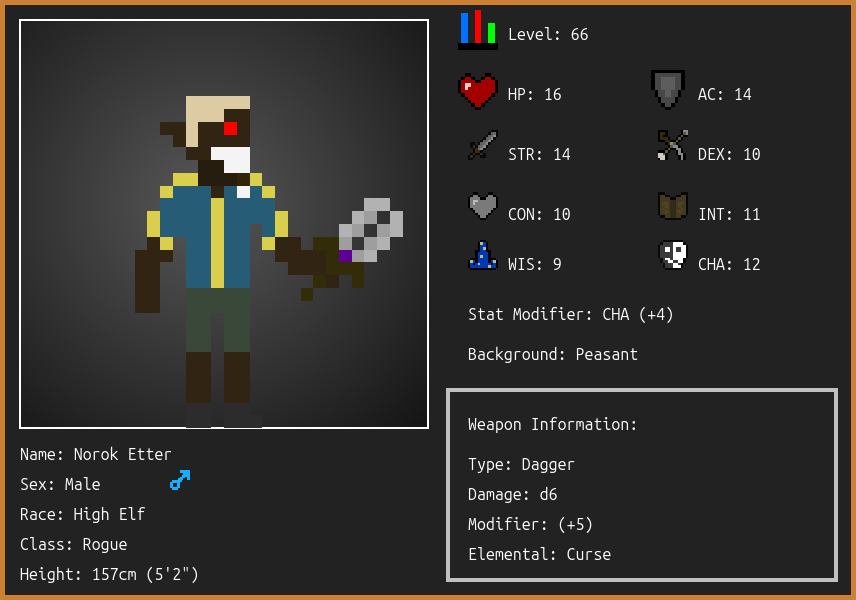 Level: 66
HP: 16
AC: 14
STR: 14
DEX: 10
CON: 10
INT: 11
WIS: 9
CHA: 12
Stat Modifier: CHA (+4)
Background: Peasant
Weapon Information:
Type: Dagger
Damage: d6
Modifier: (+5)
Elemental: Curse
Name: Norok Etter
Sex: Male
Race: High Elf
Class: Rogue
Height: 157cm (5'2")